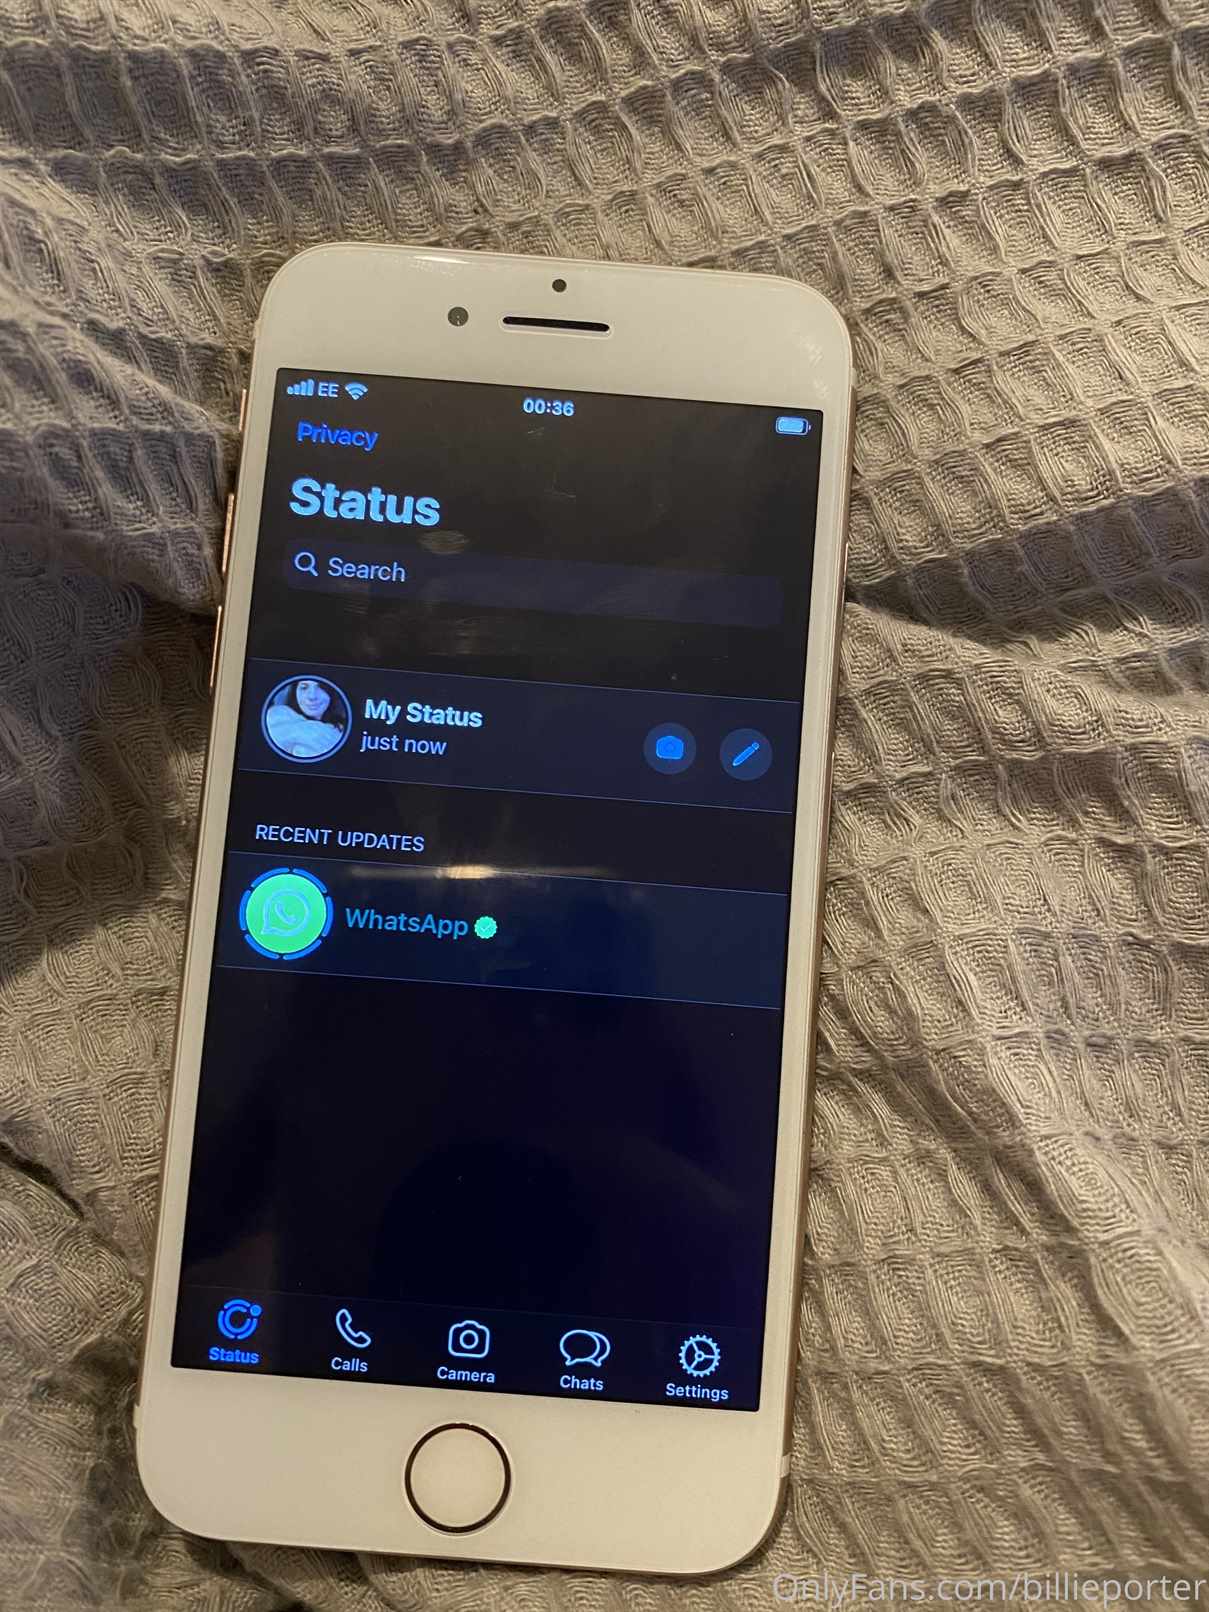 EE
00:36
Privacy
Status
Search
My Status
just now
RECENT UPDATES
WhatsApp
Status
Calls
Camera
Chats
Settings
OnlyFans.com/billieporter